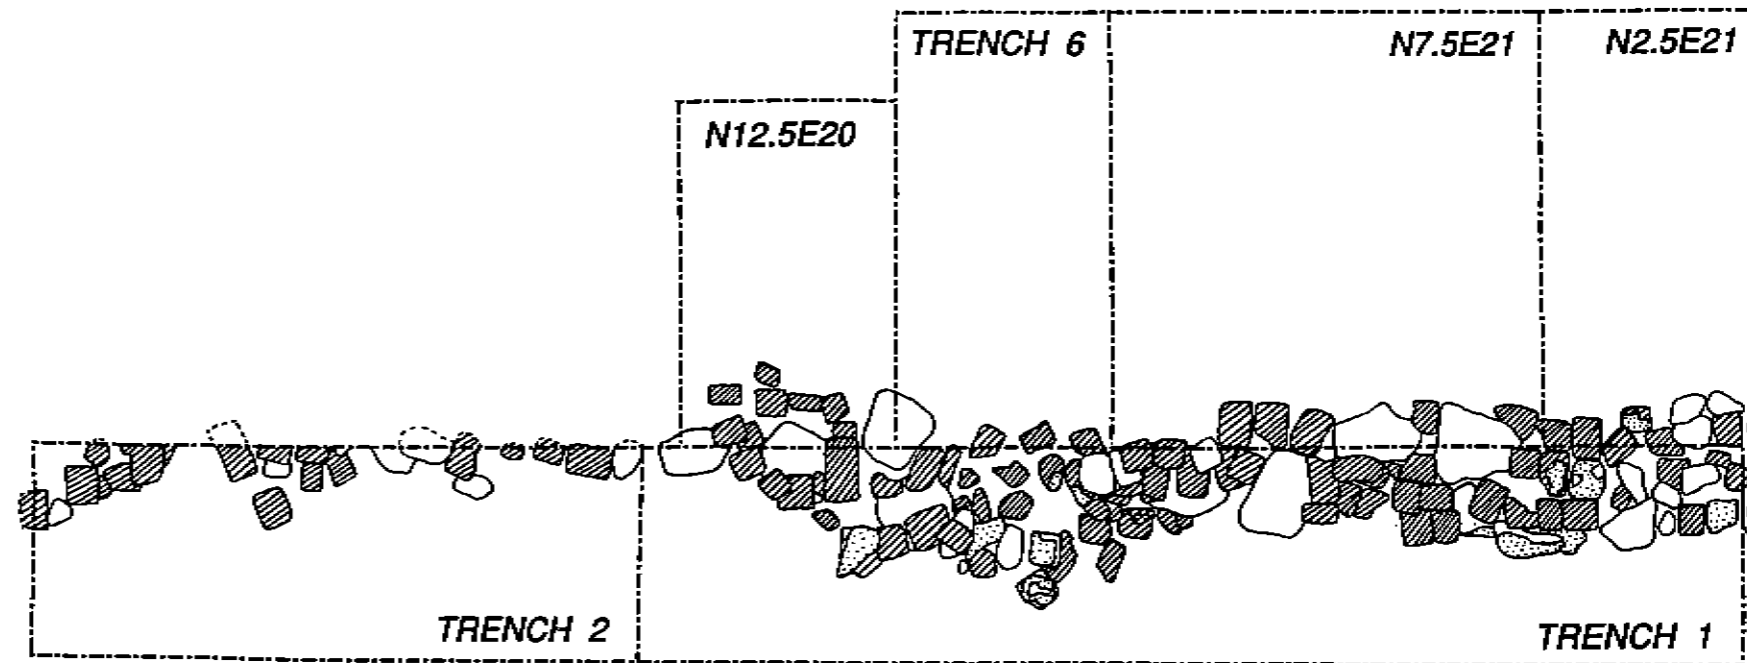 TRENCH 6
N7.5E21
N2.5E21
N12.5E20
TRENCH 2
TRENCH 1